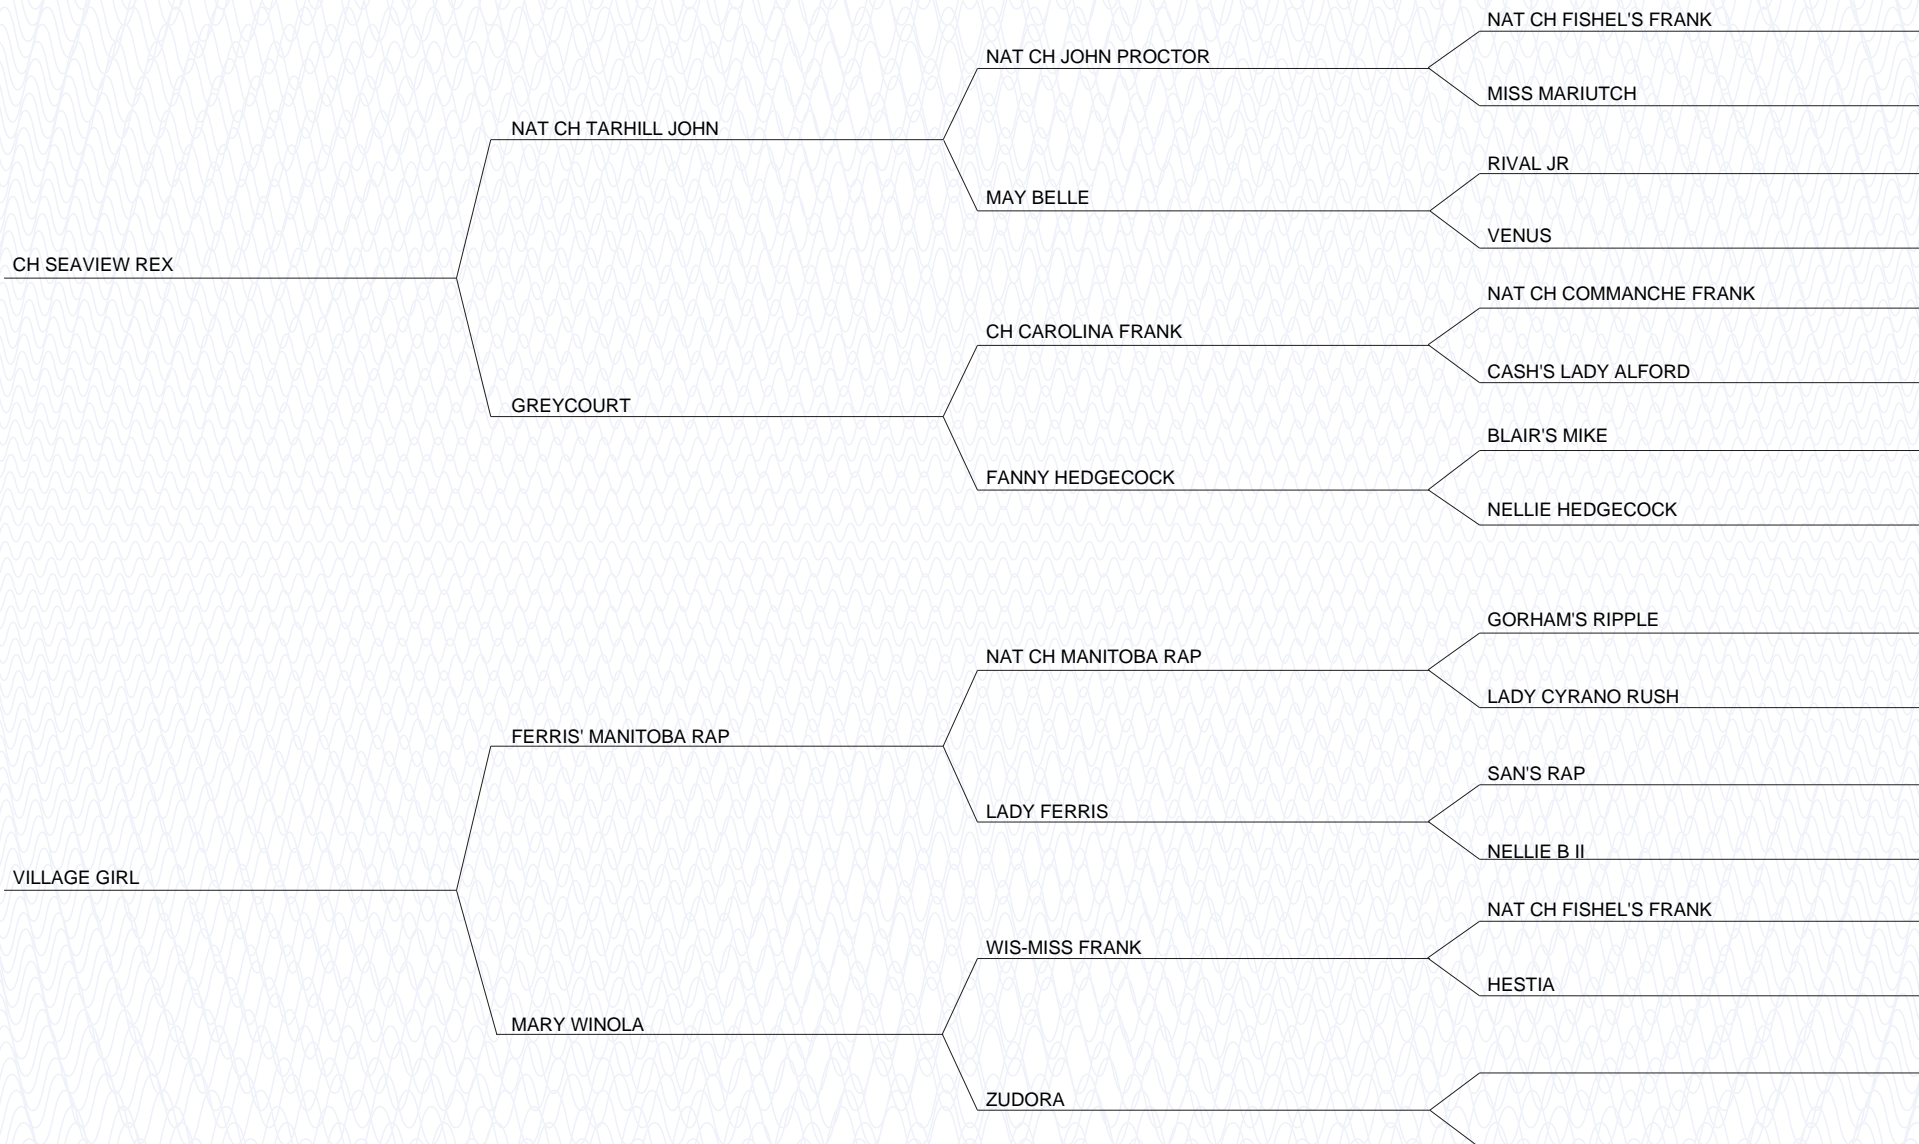 NAT CH FISHEL'S FRANK
NAT CH JOHN PROCTOR
MISS MARIUTCH
NAT CH TARHILL JOHN
RIVAL JR
MAY BELLE
VENUS
CH SEAVIEW REX
NAT CH COMMANCHE FRANK
CH CAROLINA FRANK
CASH'S LADY ALFORD
GREYCOURT
BLAIR'S MIKE
FANNY HEDGECOCK
NELLIE HEDGECOCK
GORHAM'S RIPPLE
NAT CH MANITOBA RAP
LADY CYRANO RUSH
FERRIS' MANITOBA RAP
SAN'S RAP
LADY FERRIS
NELLIE B II
VILLAGE GIRL
NAT CH FISHEL'S FRANK
WIS-MISS FRANK
HESTIA
MARY WINOLA
ZUDORA